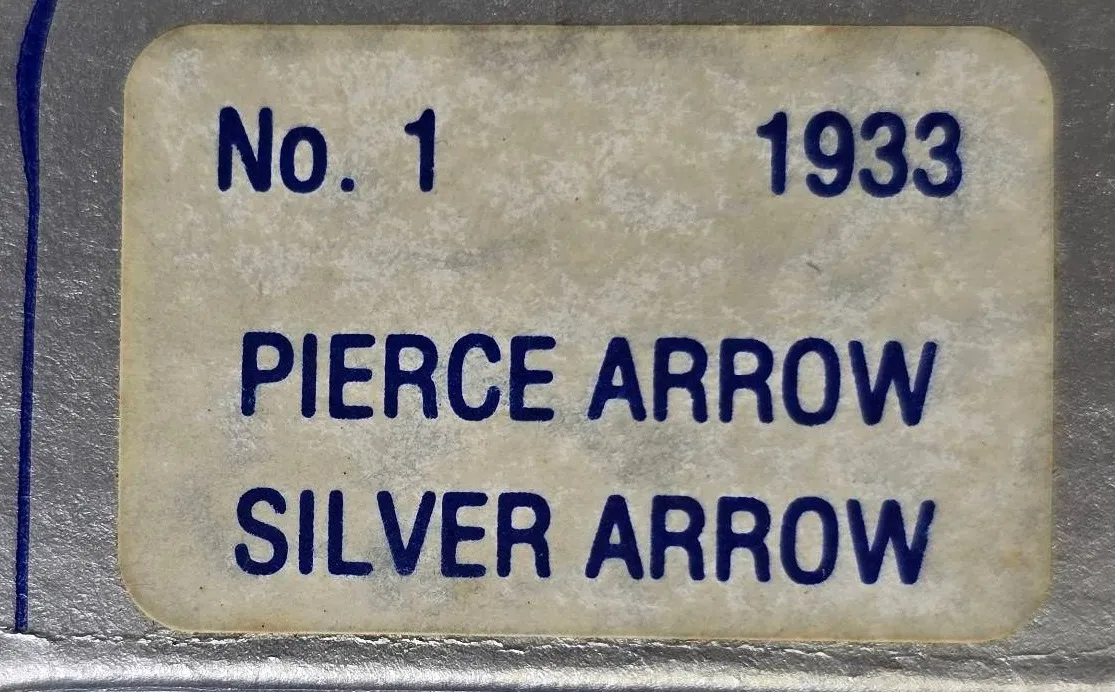 No. 1 1933
PIERCE ARROW
SILVER ARROW